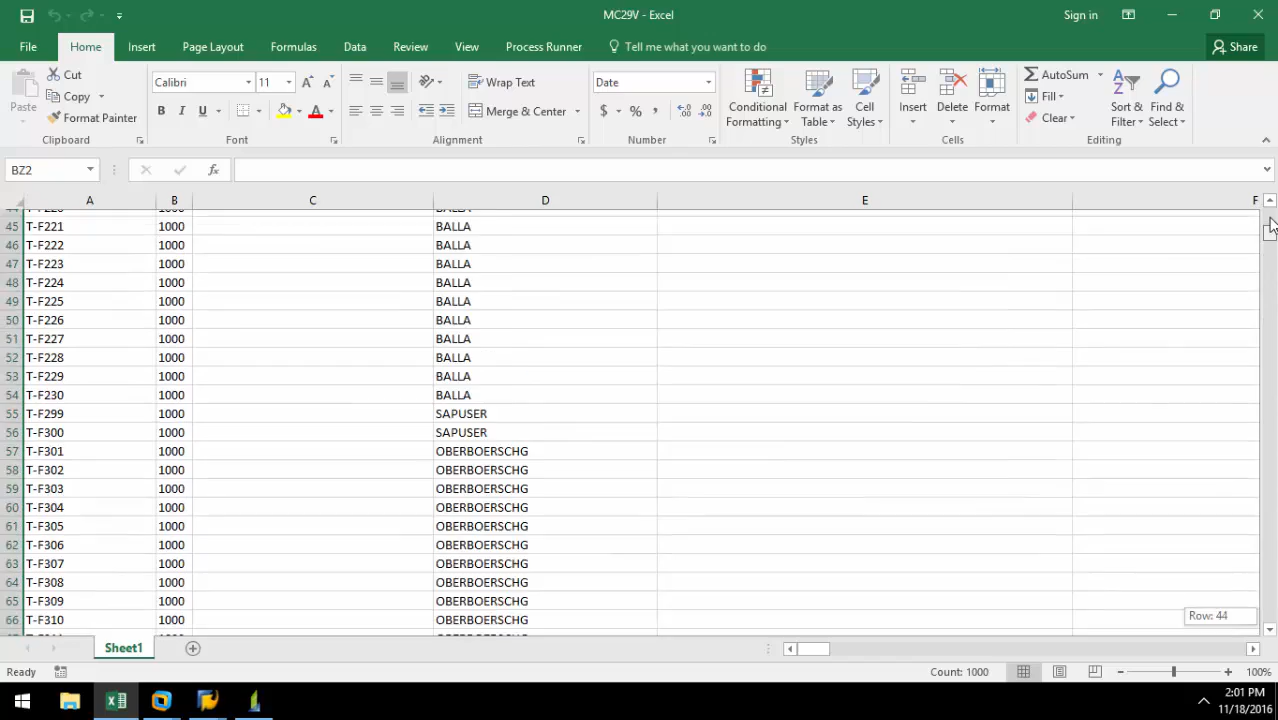 MC29V - Excel
Sign in
File Home Insert Page Layout Formulas Data Review View Process Runner Tell me what you want to do Share
Paste Cut Copy Format Painter
Calibri 11
B I U A
Wrap Text
Merge & Center
Date
$ % ,
Conditional Formatting
Format as Table
Cell Styles
Insert Delete Format
AutoSum
Fill
Clear
Sort & Filter
Find & Select
Clipboard Font Alignment Number Styles Cells Editing
BZ2 fx
A B C D E F
44 T-F220 1000 BALLA
45 T-F221 1000 BALLA
46 T-F222 1000 BALLA
47 T-F223 1000 BALLA
48 T-F224 1000 BALLA
49 T-F225 1000 BALLA
50 T-F226 1000 BALLA
51 T-F227 1000 BALLA
52 T-F228 1000 BALLA
53 T-F229 1000 BALLA
54 T-F230 1000 BALLA
55 T-F299 1000 SAPUSER
56 T-F300 1000 SAPUSER
57 T-F301 1000 OBERBOERSCHG
58 T-F302 1000 OBERBOERSCHG
59 T-F303 1000 OBERBOERSCHG
60 T-F304 1000 OBERBOERSCHG
61 T-F305 1000 OBERBOERSCHG
62 T-F306 1000 OBERBOERSCHG
63 T-F307 1000 OBERBOERSCHG
64 T-F308 1000 OBERBOERSCHG
65 T-F309 1000 OBERBOERSCHG
66 T-F310 1000 OBERBOERSCHG
Row: 44
Sheet1
Ready Count: 1000 100%
2:01 PM
11/18/2016